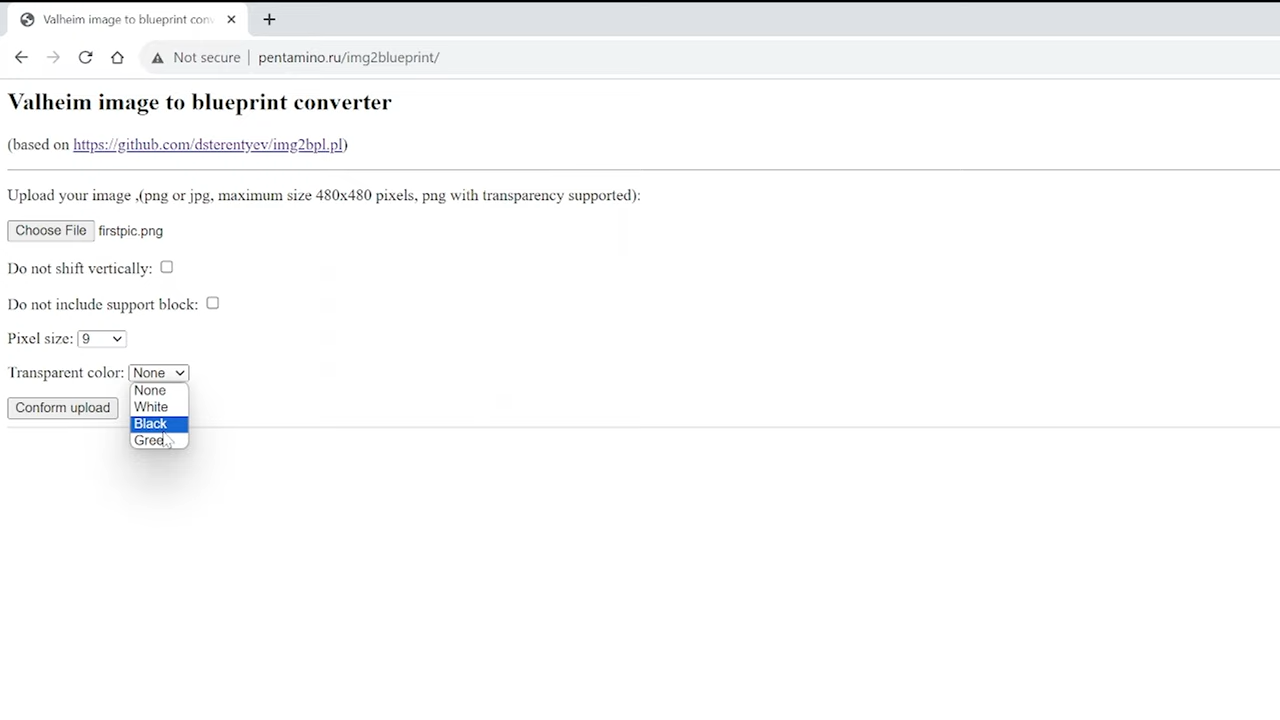 Valheim image to blueprint con
Not secure
pentamino.ru/img2blueprint/
Valheim image to blueprint converter
(based on https://github.com/dsterentyev/img2bpl.pl)
Upload your image ,(png or jpg, maximum size 480x480 pixels, png with transparency supported):
Choose File firstpic.png
Do not shift vertically:
Do not include support block:
Pixel size: 9
Transparent color: None
None
White
Conform upload
Black